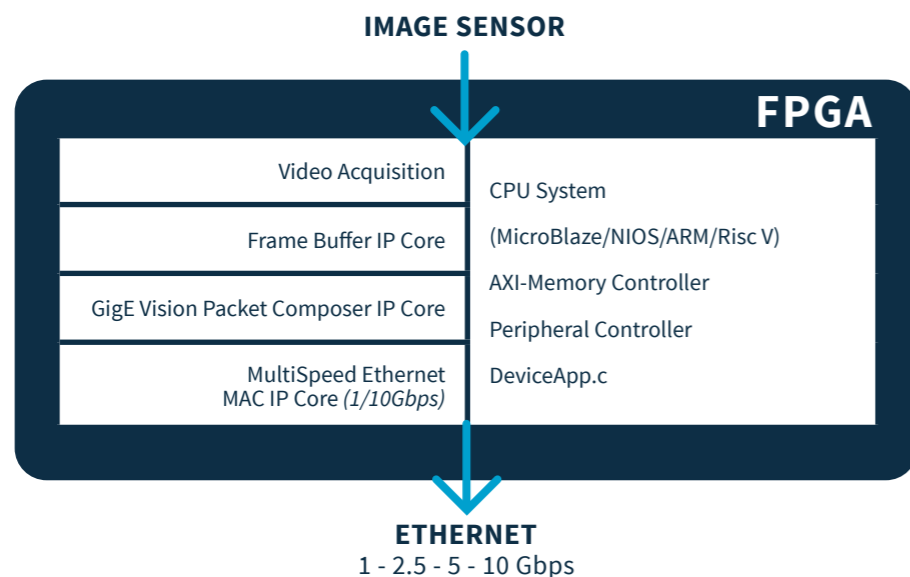 IMAGE SENSOR
FPGA
Video Acquisition
Frame Buffer IP Core
GigE Vision Packet Composer IP Core
MultiSpeed Ethernet
MAC IP Core (1/10Gbps)
CPU System
(MicroBlaze/NIOS/ARM/Risc V)
AXI-Memory Controller
Peripheral Controller
DeviceApp.c
ETHERNET
1 - 2.5 - 5 - 10 Gbps